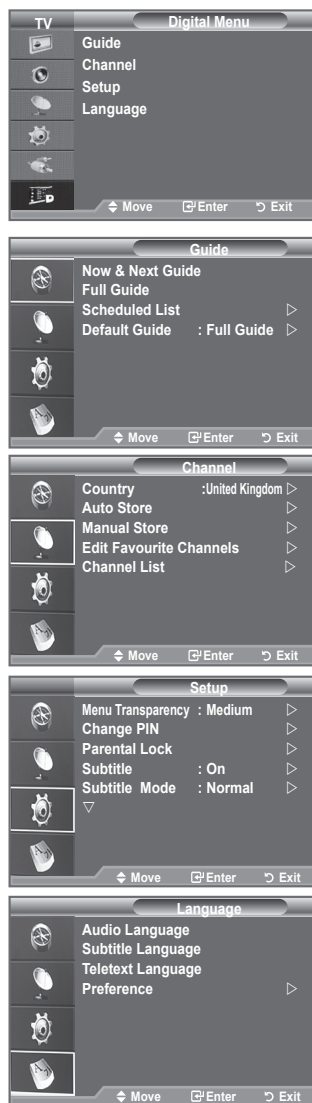 TV Digital Menu
Guide
Channel
Setup
Language
Move Enter Exit
Guide
Now & Next Guide
Full Guide
Scheduled List
Default Guide : Full Guide
Move Enter Exit
Channel
Country :United Kingdom
Auto Store
Manual Store
Edit Favourite Channels
Channel List
Move Enter Exit
Setup
Menu Transparency : Medium
Change PIN
Parental Lock
Subtitle : On
Subtitle Mode : Normal
Move Enter Exit
Language
Audio Language
Subtitle Language
Teletext Language
Preference
Move Enter Exit